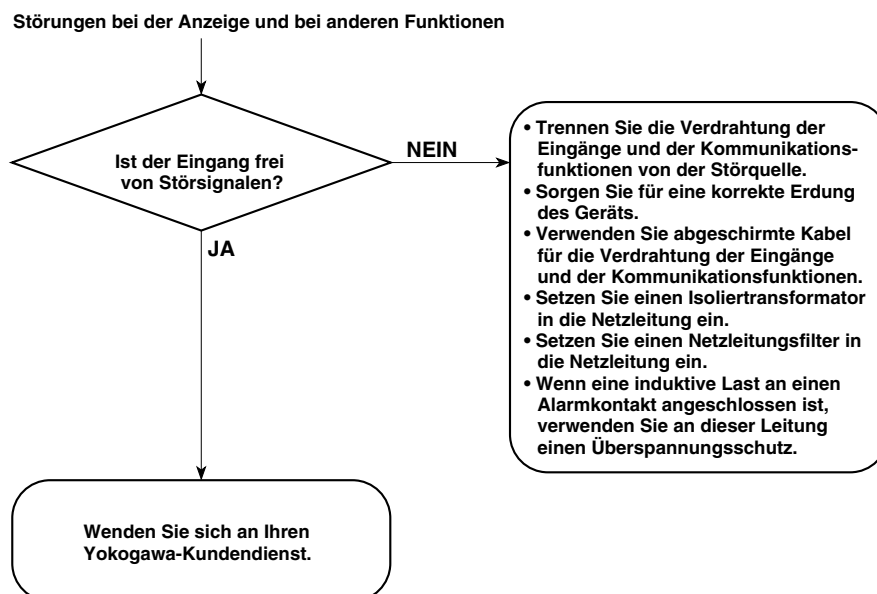 Störungen bei der Anzeige und bei anderen Funktionen
Ist der Eingang frei
von Störsignalen?
NEIN
• Trennen Sie die Verdrahtung der
Eingänge und der Kommunikations-
funktionen von der Störquelle.
• Sorgen Sie für eine korrekte Erdung
des Geräts.
• Verwenden Sie abgeschirmte Kabel
für die Verdrahtung der Eingänge
und der Kommunikationsfunktionen.
• Setzen Sie einen Isoliertransformator
in die Netzleitung ein.
• Setzen Sie einen Netzleitungsfilter in
die Netzleitung ein.
• Wenn eine induktive Last an einen
Alarmkontakt angeschlossen ist,
verwenden Sie an dieser Leitung
einen Überspannungsschutz.
JA
Wenden Sie sich an Ihren
Yokogawa-Kundendienst.